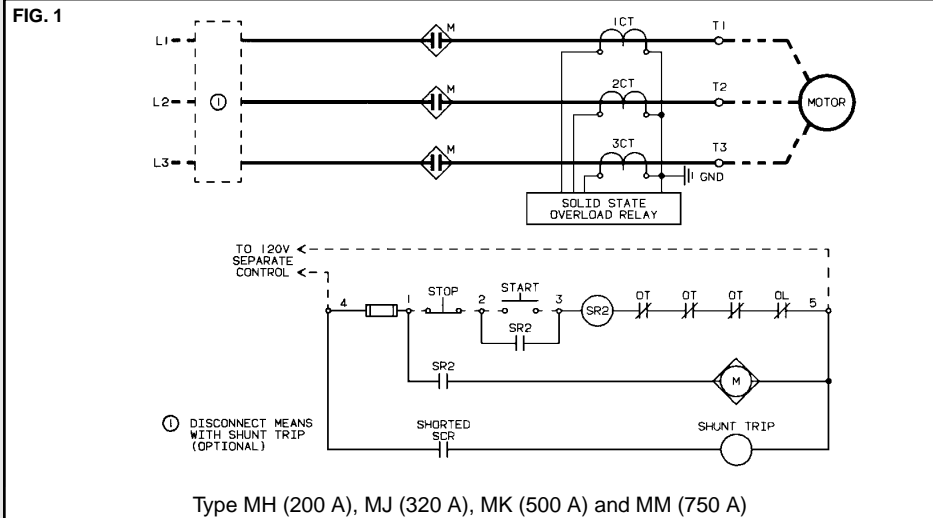 FIG. 1
L1
L2
L3
1
M
M
M
1CT
2CT
3CT
T1
T2
T3
MOTOR
GND
SOLID STATE
OVERLOAD RELAY
TO 120V
SEPARATE
CONTROL
4
1
STOP
2
START
3
SR2
OT
OT
OT
OL
5
SR2
SR2
M
1 DISCONNECT MEANS
WITH SHUNT TRIP
(OPTIONAL)
SHORTED
SCR
SHUNT TRIP
Type MH (200 A), MJ (320 A), MK (500 A) and MM (750 A)